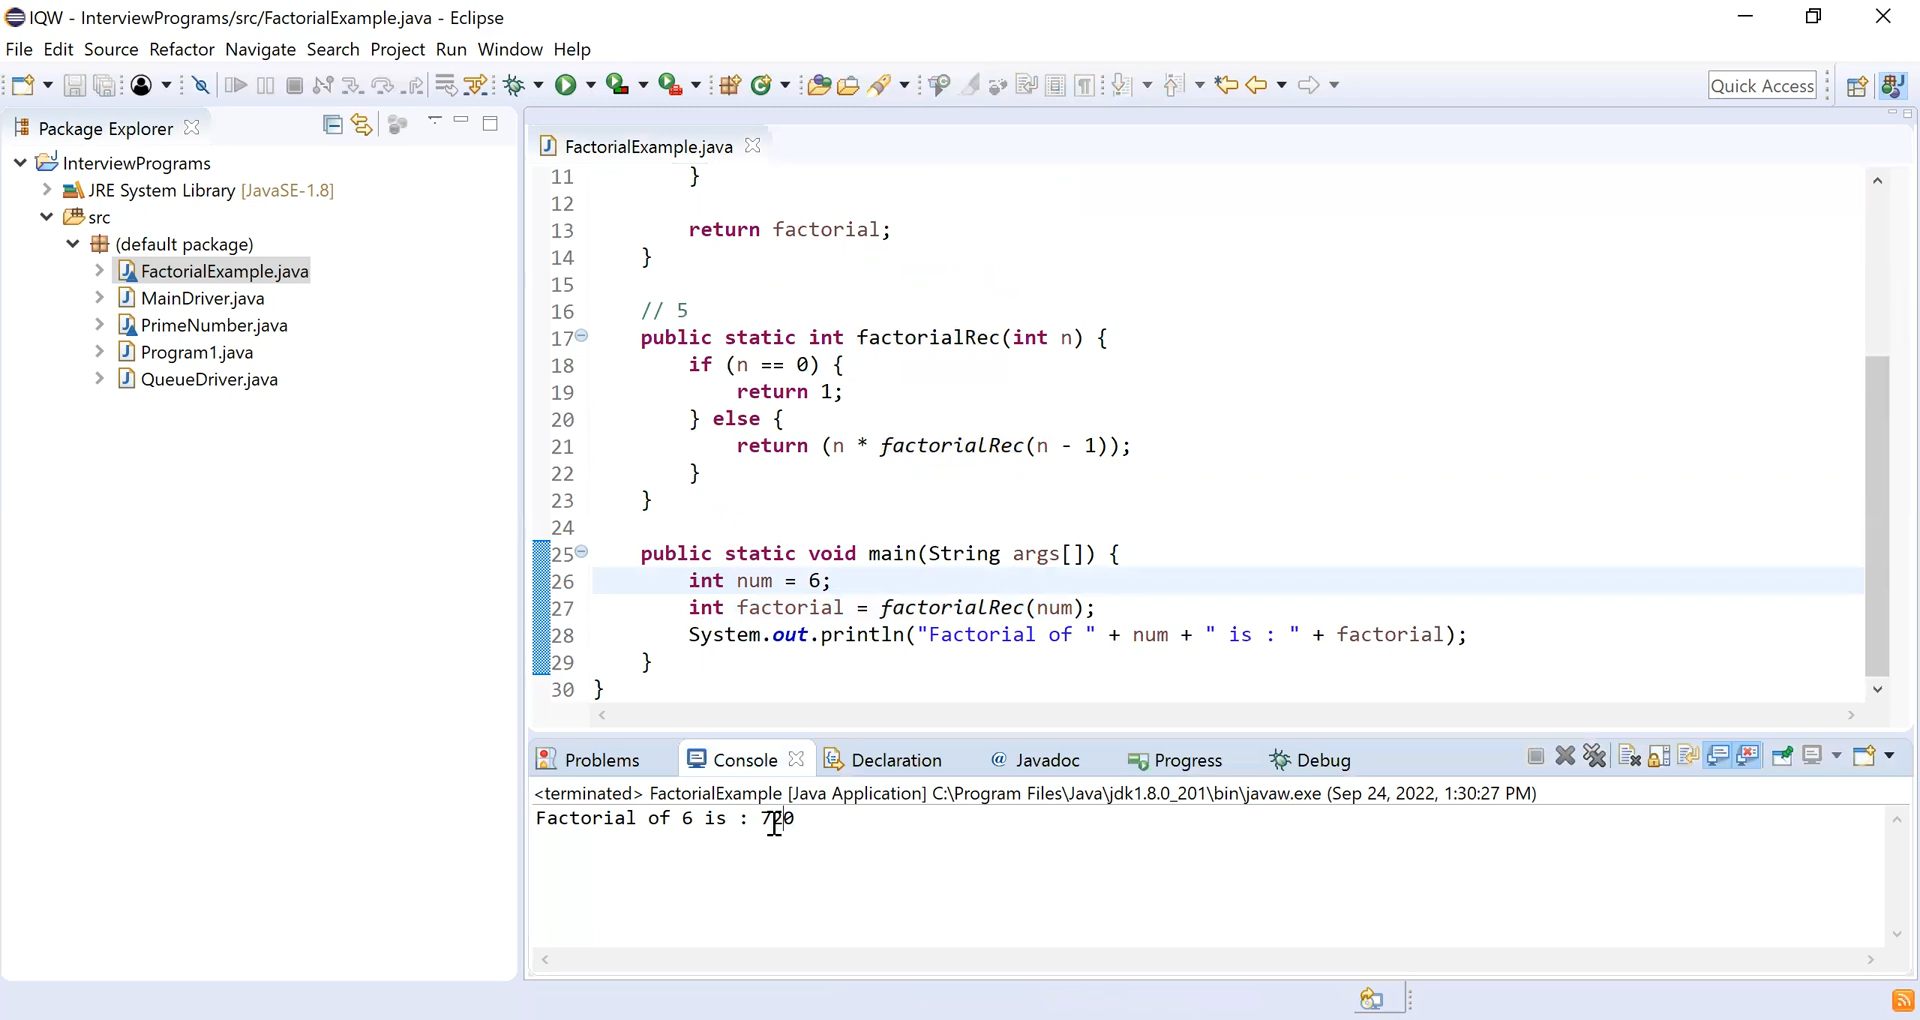 IQW - InterviewPrograms/src/FactorialExample.java - Eclipse
File Edit Source Refactor Navigate Search Project Run Window Help
Quick Access
Package Explorer
InterviewPrograms
JRE System Library [JavaSE-1.8]
src
(default package)
FactorialExample.java
MainDriver.java
PrimeNumber.java
Program1.java
QueueDriver.java
FactorialExample.java
11 }
12
13 return factorial;
14 }
15
16 // 5
17 public static int factorialRec(int n) {
18 if (n == 0) {
19 return 1;
20 } else {
21 return (n * factorialRec(n - 1));
22 }
23 }
24
25 public static void main(String args[]) {
26 int num = 6;
27 int factorial = factorialRec(num);
28 System.out.println("Factorial of " + num + " is : " + factorial);
29 }
30 }
Problems Console Declaration @ Javadoc Progress Debug
<terminated> FactorialExample [Java Application] C:\Program Files\Java\jdk1.8.0_201\bin\javaw.exe (Sep 24, 2022, 1:30:27 PM)
Factorial of 6 is : 720